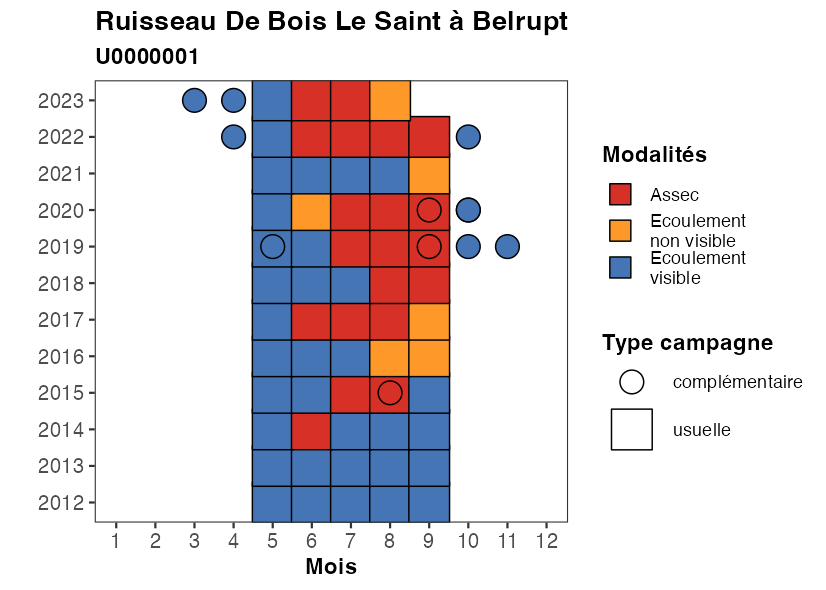 Ruisseau De Bois Le Saint à Belrupt
U0000001
2023
2022
2021
2020
2019
2018
2017
2016
2015
2014
2013
2012
1 2 3 4 5 6 7 8 9 10 11 12
Mois
Modalités
Assec
Ecoulement
non visible
Ecoulement
visible
Type campagne
complémentaire
usuelle